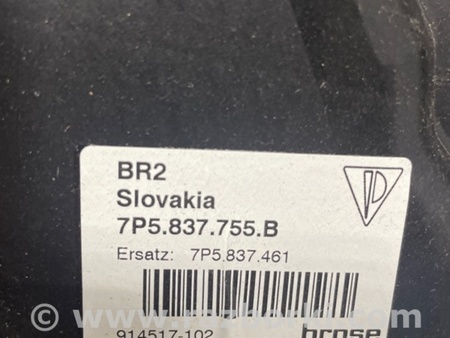 BR2
Slovakia
7P5.837.755.B
Ersatz: 7P5.837.461
914517-102
brose